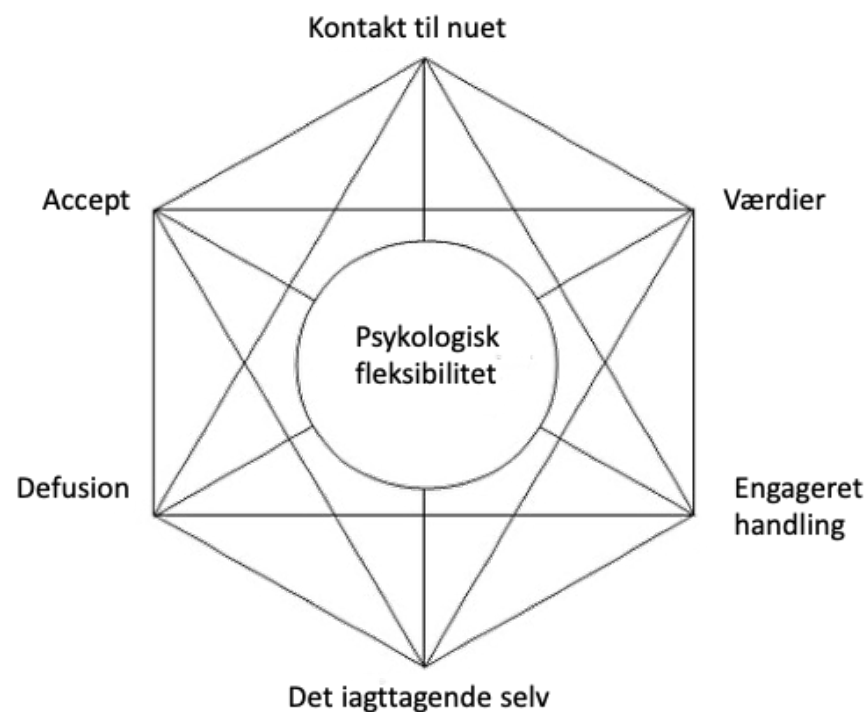 Kontakt til nuet
Accept
Værdier
Psykologisk
fleksibilitet
Defusion
Engageret
handling
Det iagttagende selv